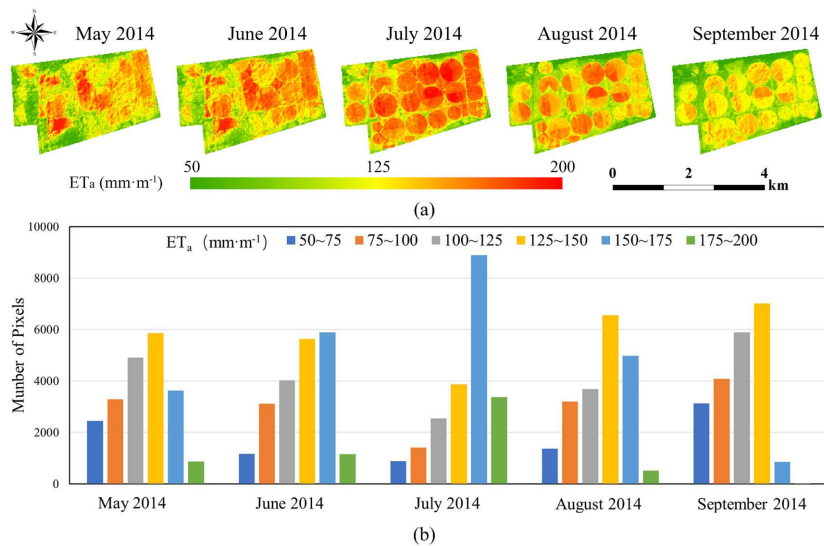 N
W E
S
May 2014 June 2014 July 2014 August 2014 September 2014
50 125 200
ETa (mm·m⁻¹)
0 2 4
km
(a)
ETa (mm·m⁻¹) 50~75 75~100 100~125 125~150 150~175 175~200
10000
8000
6000
4000
2000
0
Munber of Pixels
May 2014 June 2014 July 2014 August 2014 September 2014
(b)